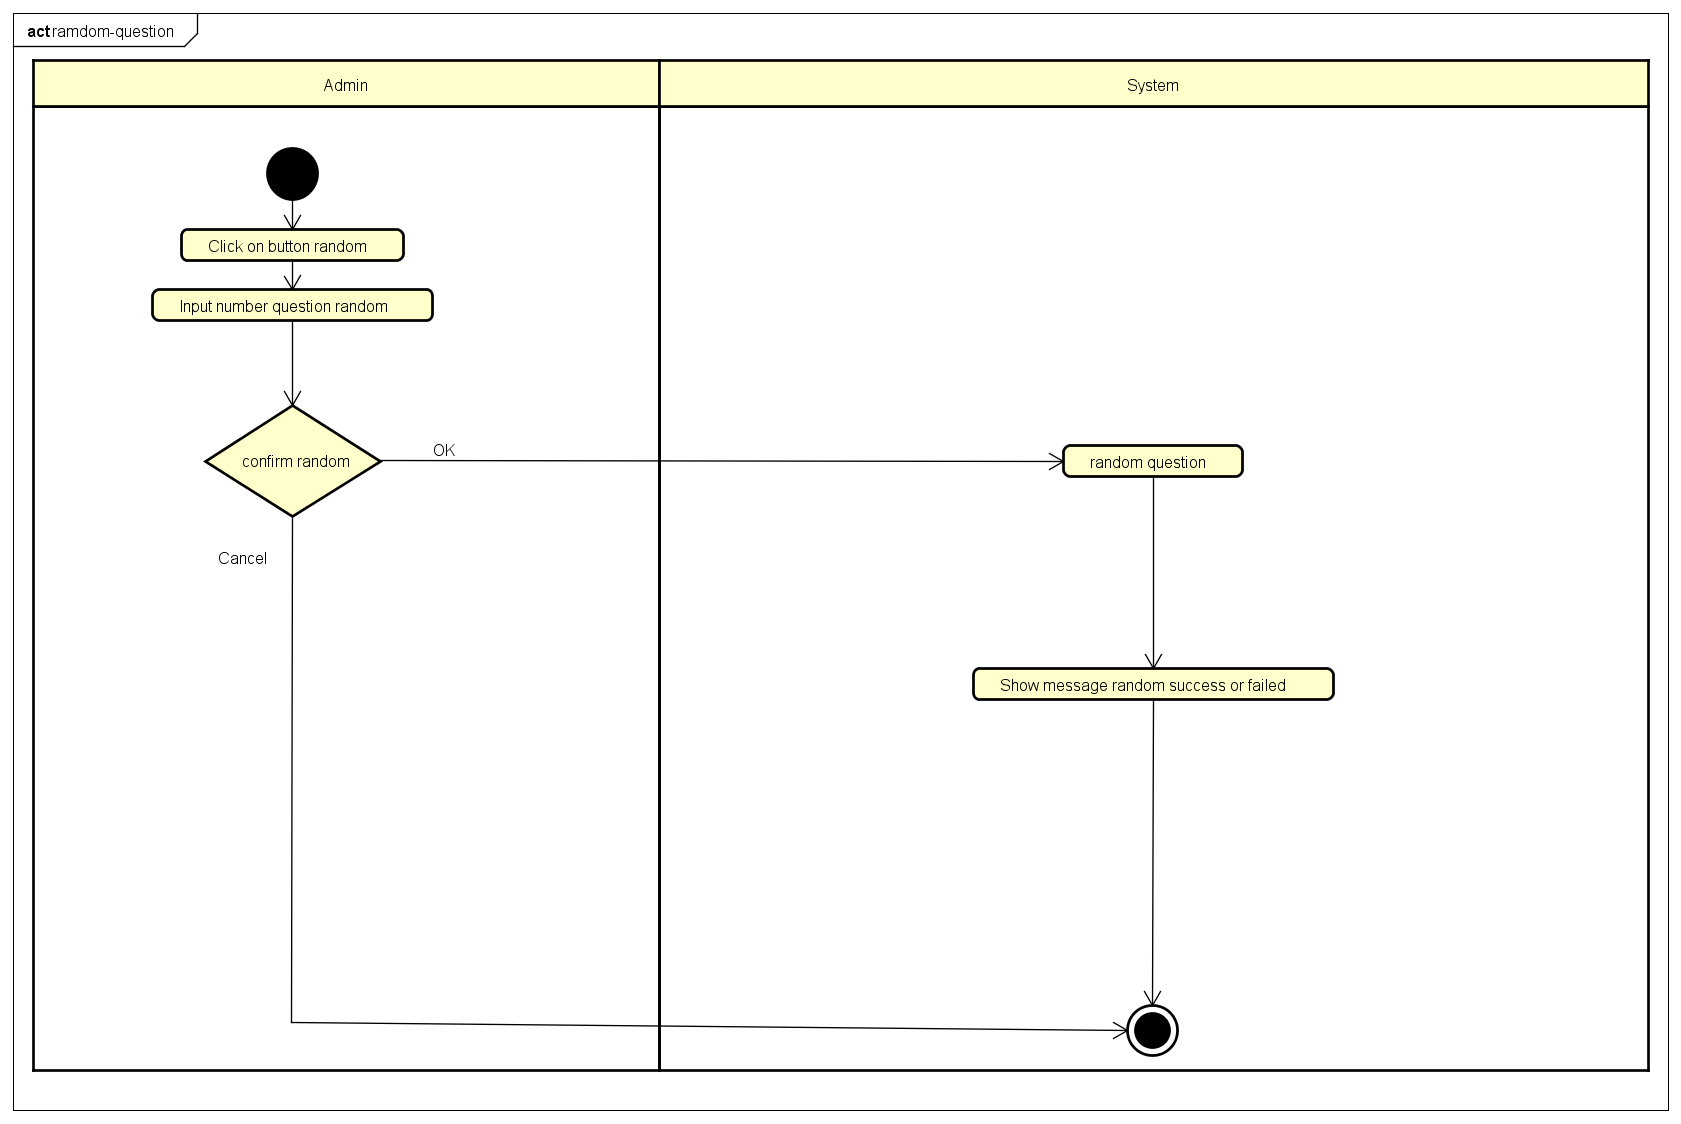 act ramdom-question
Admin
System
Click on button random
Input number question random
confirm random
OK
random question
Cancel
Show message random success or failed